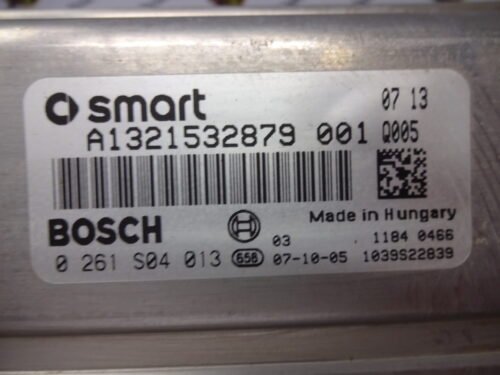 smart 07 13
A1321532879 001 Q005
BOSCH Made in Hungary
03 1184 0466
0 261 S04 013 658 07-10-05 1039S22839